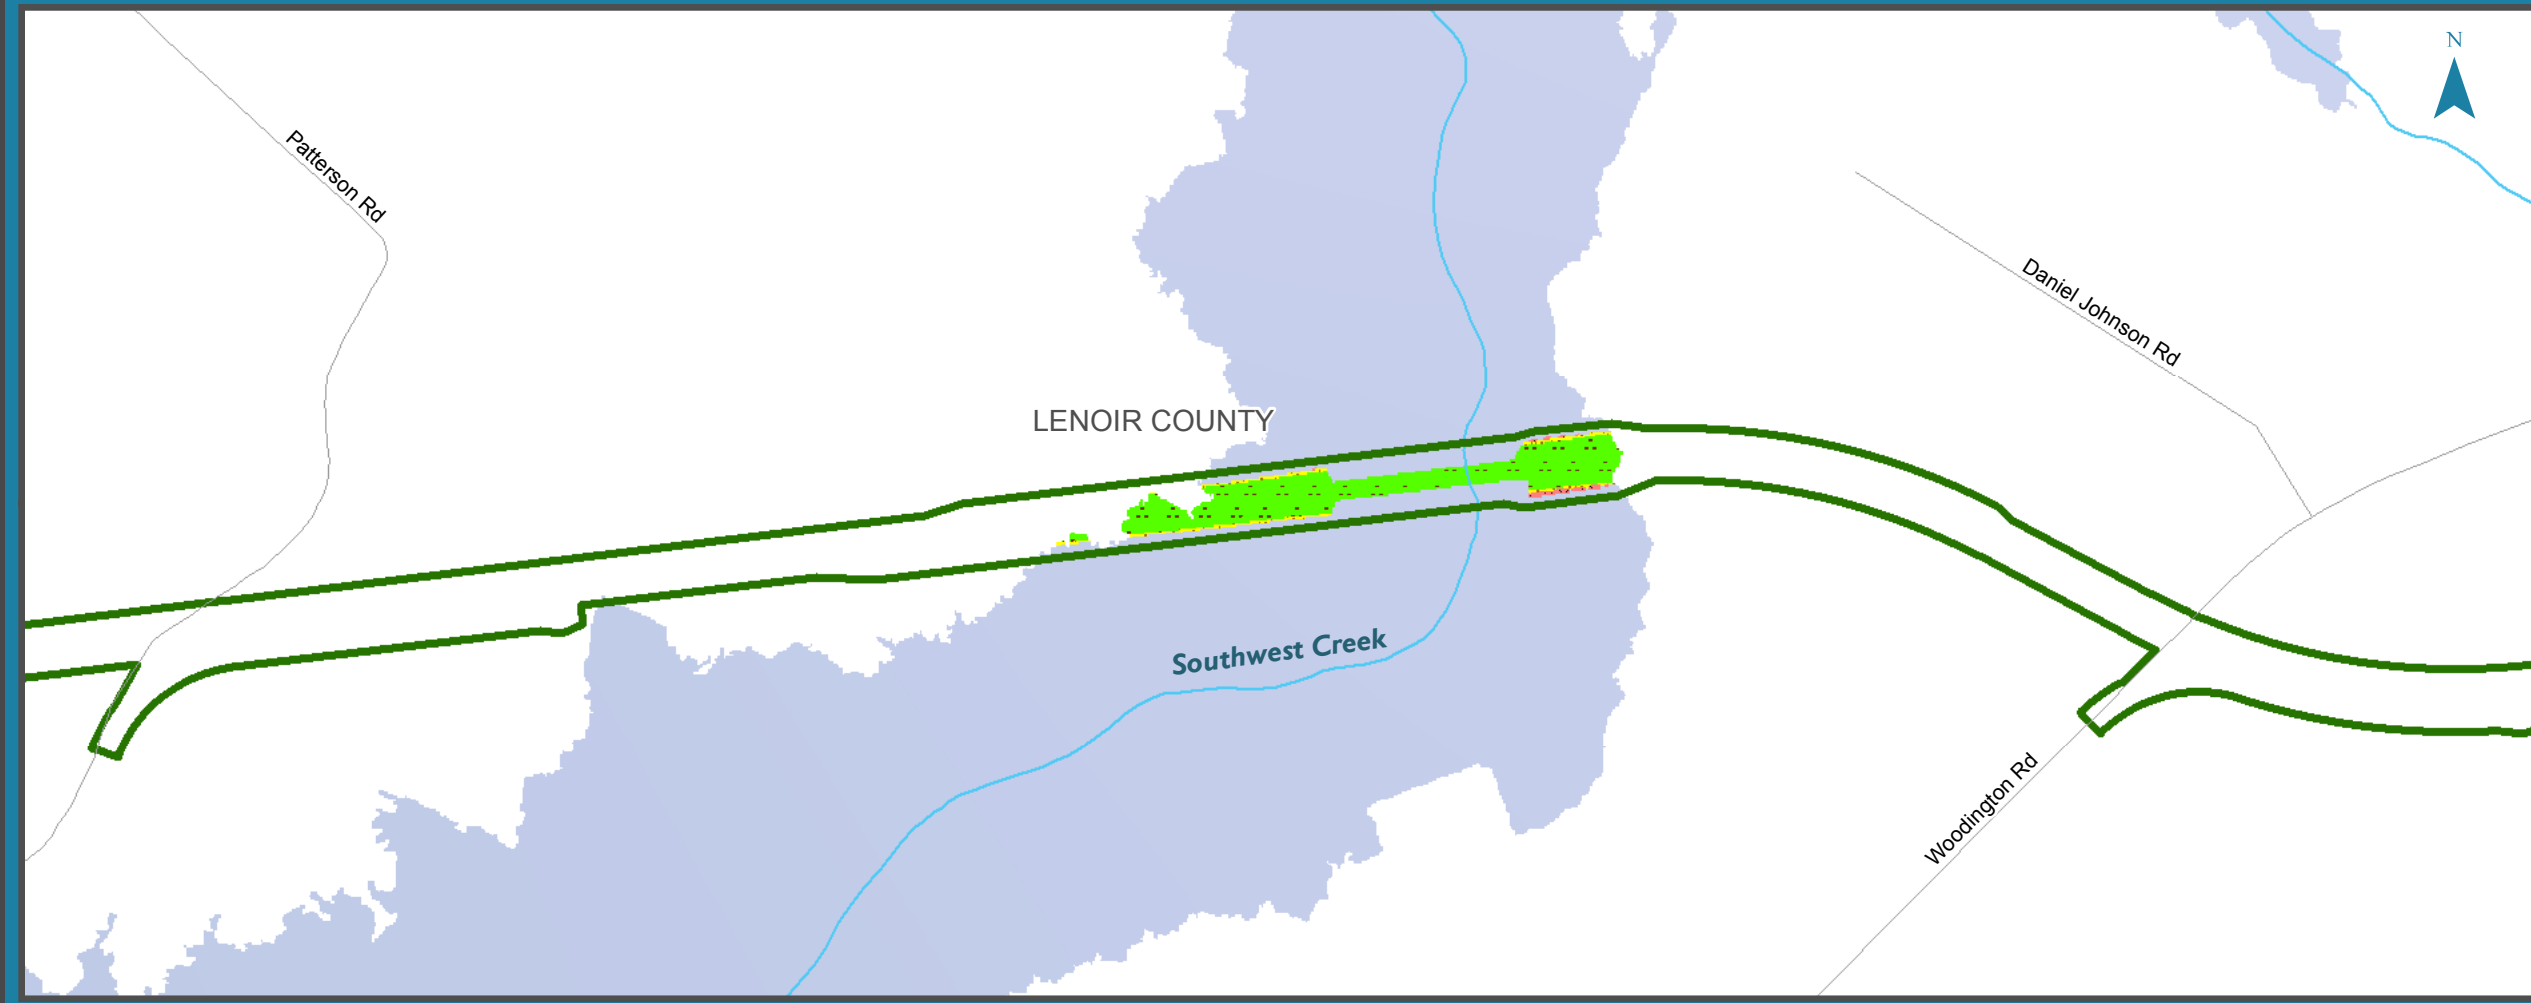 N
Patterson Rd
Daniel Johnson Rd
LENOIR COUNTY
Southwest Creek
Woodington Rd